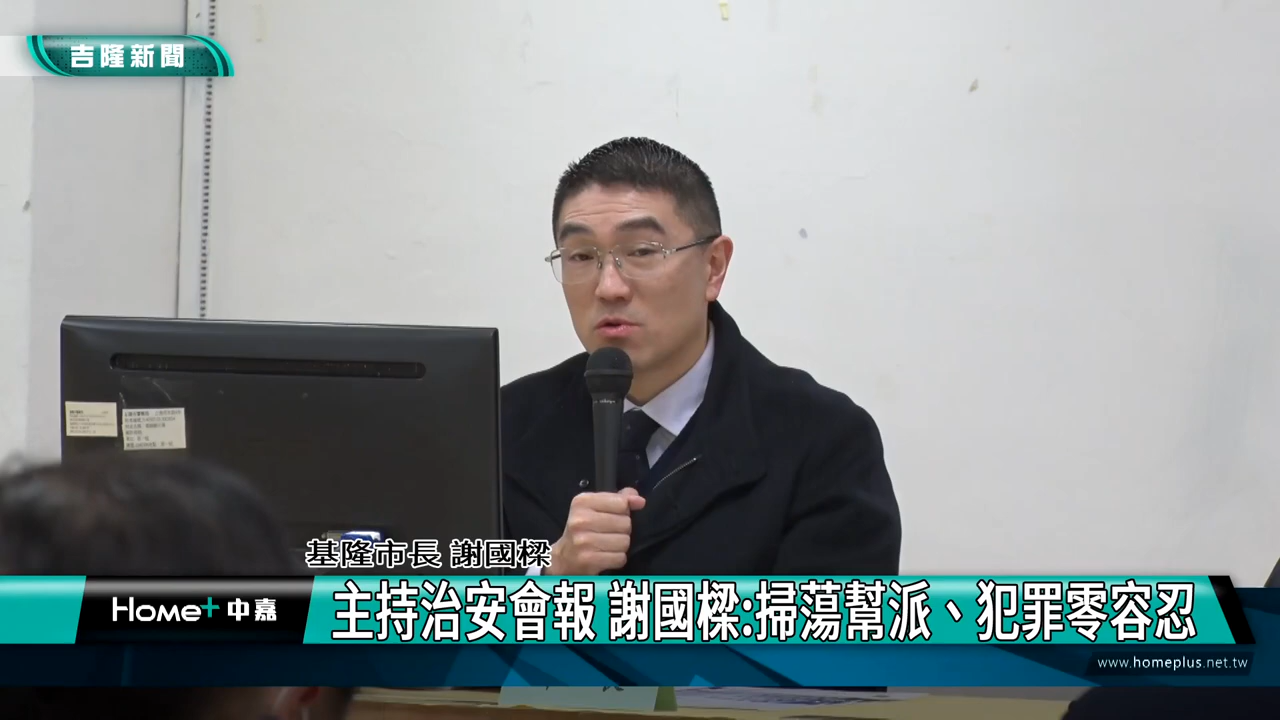 吉隆新聞
基隆市長 謝國樑
Home+ 中嘉
主持治安會報 謝國樑:掃蕩幫派、犯罪零容忍
www.homeplus.net.tw